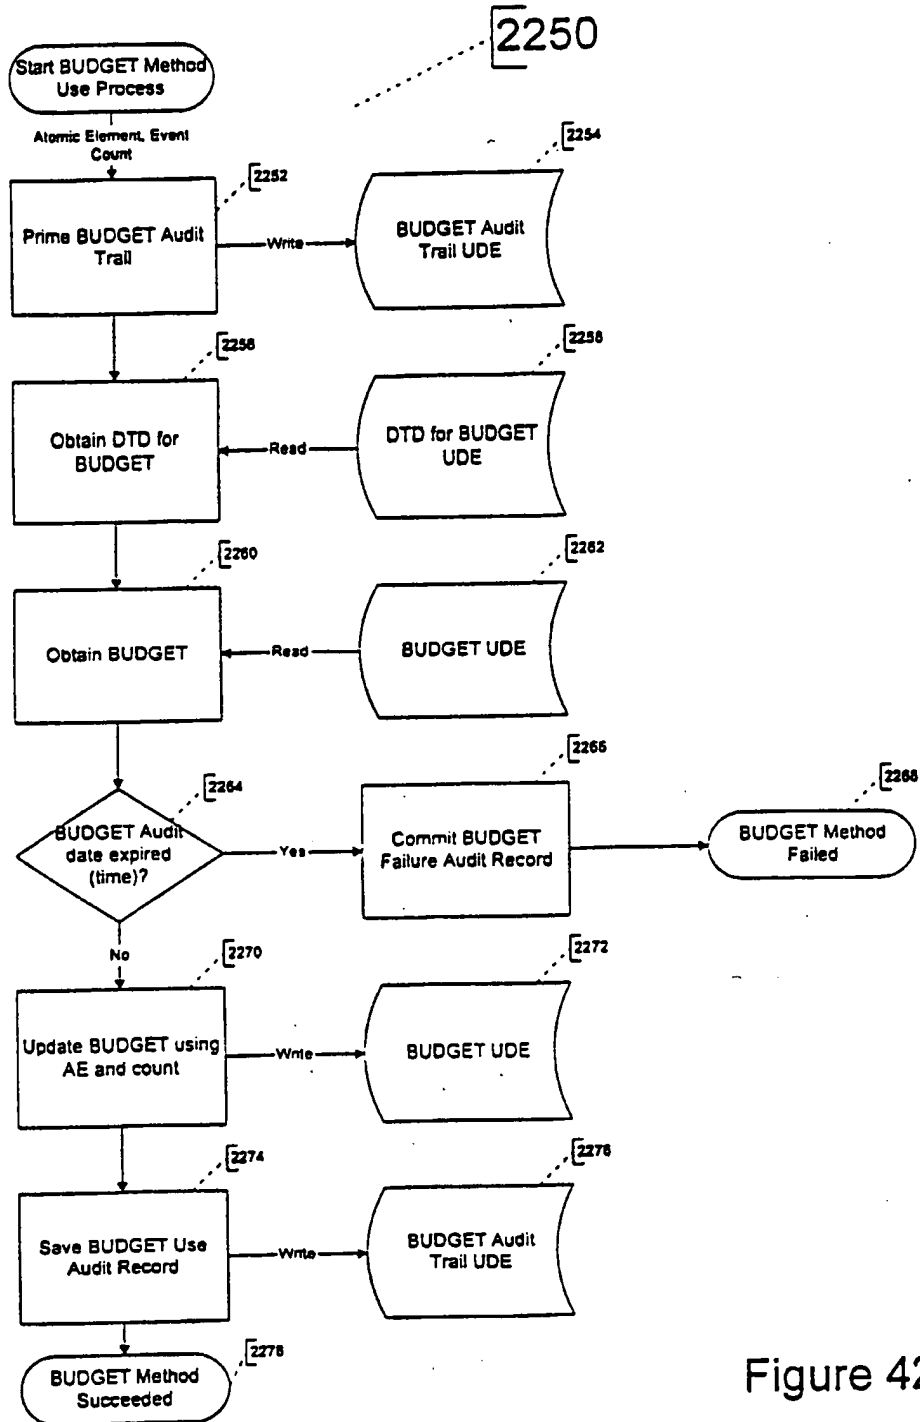 2250
Start BUDGET Method
Use Process
Atomic Element, Event
Count
2252
2254
Prime BUDGET Audit
Trail
Write
BUDGET Audit
Trail UDE
2256
2258
Obtain DTD for
BUDGET
Read
DTD for BUDGET
UDE
2260
2262
Obtain BUDGET
Read
BUDGET UDE
2264
2266
2268
BUDGET Audit
date expired
(time)?
Yes
Commit BUDGET
Failure Audit Record
BUDGET Method
Failed
No
2270
2272
Update BUDGET using
AE and count
Write
BUDGET UDE
2274
2276
Save BUDGET Use
Audit Record
Write
BUDGET Audit
Trail UDE
2278
BUDGET Method
Succeeded
Figure 42